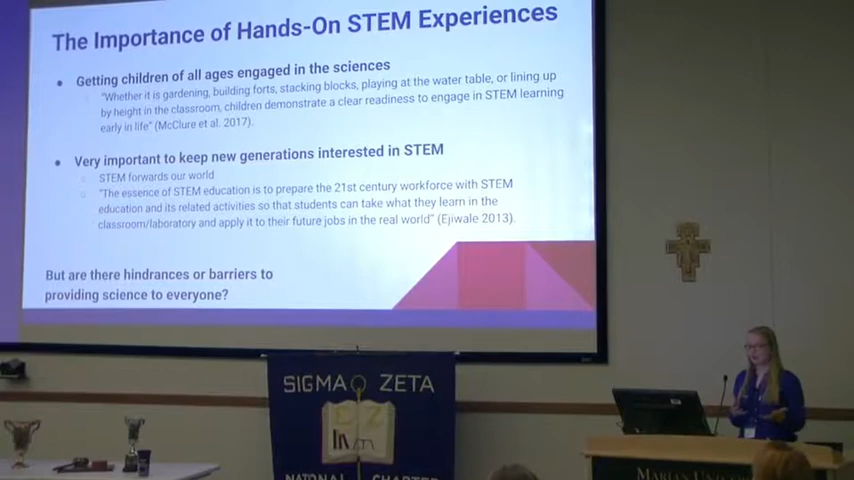 The Importance of Hands-On STEM Experiences
Getting children of all ages engaged in the sciences
"Whether it is gardening, building forts, stacking blocks, playing at the water table, or lining up
by height in the classroom, children demonstrate a clear readiness to engage in STEM learning
early in life" (McClure et al. 2017).
Very important to keep new generations interested in STEM
STEM forwards our world
"The essence of STEM education is to prepare the 21st century workforce with STEM
education and its related activities so that students can take what they learn in the
classroom/laboratory and apply it to their future jobs in the real world" (Ejiwale 2013).
But are there hindrances or barriers to
providing science to everyone?
SIGMA ZETA
NATIONAL CHAPTER
MARIAN